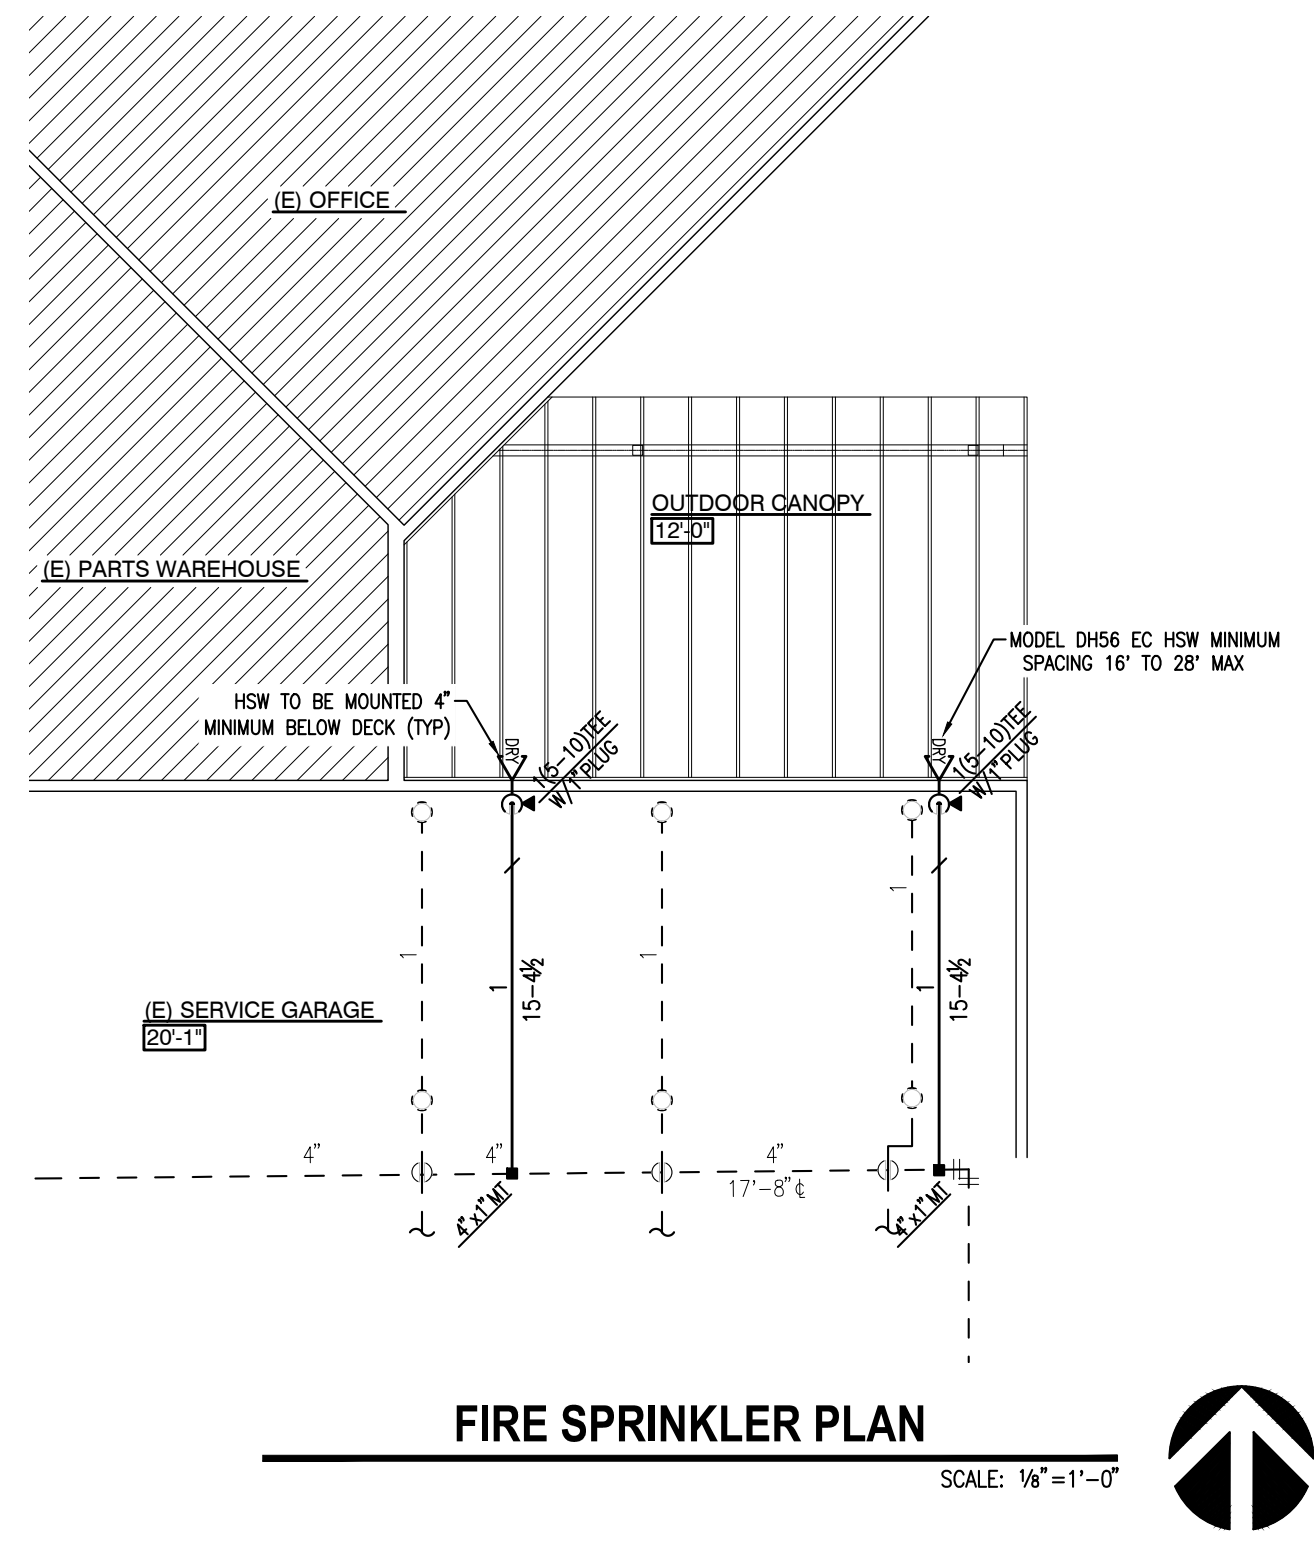 (E) OFFICE
OUTDOOR CANOPY
12'-0"
(E) PARTS WAREHOUSE
MODEL DH56 EC HSW MINIMUM
SPACING 16' TO 28' MAX
HSW TO BE MOUNTED 4"
MINIMUM BELOW DECK (TYP)
DRY
1(5-10)TEE
W/1"PLUG
DRY
1(5-10)TEE
W/1"PLUG
1
1
1
15-4½
1
1
15-4½
(E) SERVICE GARAGE
20'-1"
4"
4"
4"
17'-8"℄
4"x1"MT
4"x1"MT
FIRE SPRINKLER PLAN
SCALE: ⅛"=1'-0"